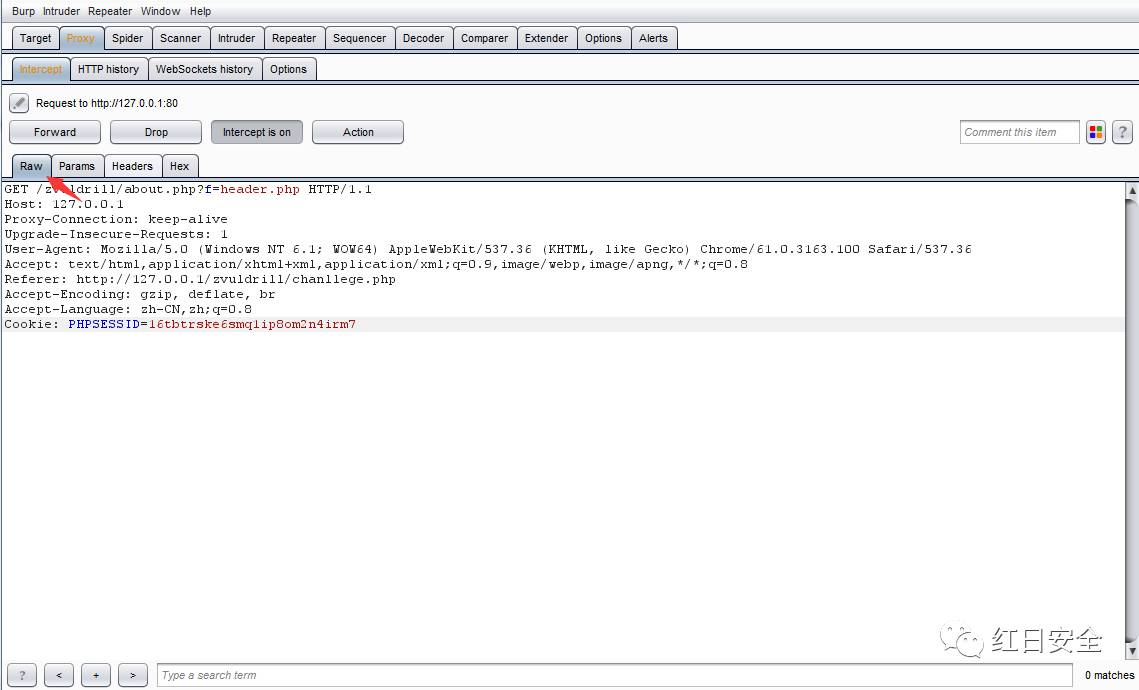 Burp Intruder Repeater Window Help
Target Proxy Spider Scanner Intruder Repeater Sequencer Decoder Comparer Extender Options Alerts
Intercept HTTP history WebSockets history Options
Request to http://127.0.0.1:80
Forward Drop Intercept is on Action Comment this item ?
Raw Params Headers Hex
GET /zvuldrill/about.php?f=header.php HTTP/1.1
Host: 127.0.0.1
Proxy-Connection: keep-alive
Upgrade-Insecure-Requests: 1
User-Agent: Mozilla/5.0 (Windows NT 6.1; WOW64) AppleWebKit/537.36 (KHTML, like Gecko) Chrome/61.0.3163.100 Safari/537.36
Accept: text/html,application/xhtml+xml,application/xml;q=0.9,image/webp,image/apng,*/*;q=0.8
Referer: http://127.0.0.1/zvuldrill/chanllege.php
Accept-Encoding: gzip, deflate, br
Accept-Language: zh-CN,zh;q=0.8
Cookie: PHPSESSID=16tbtrske6smq1ip8om2n4irm7
红日安全
? < + > Type a search term 0 matches